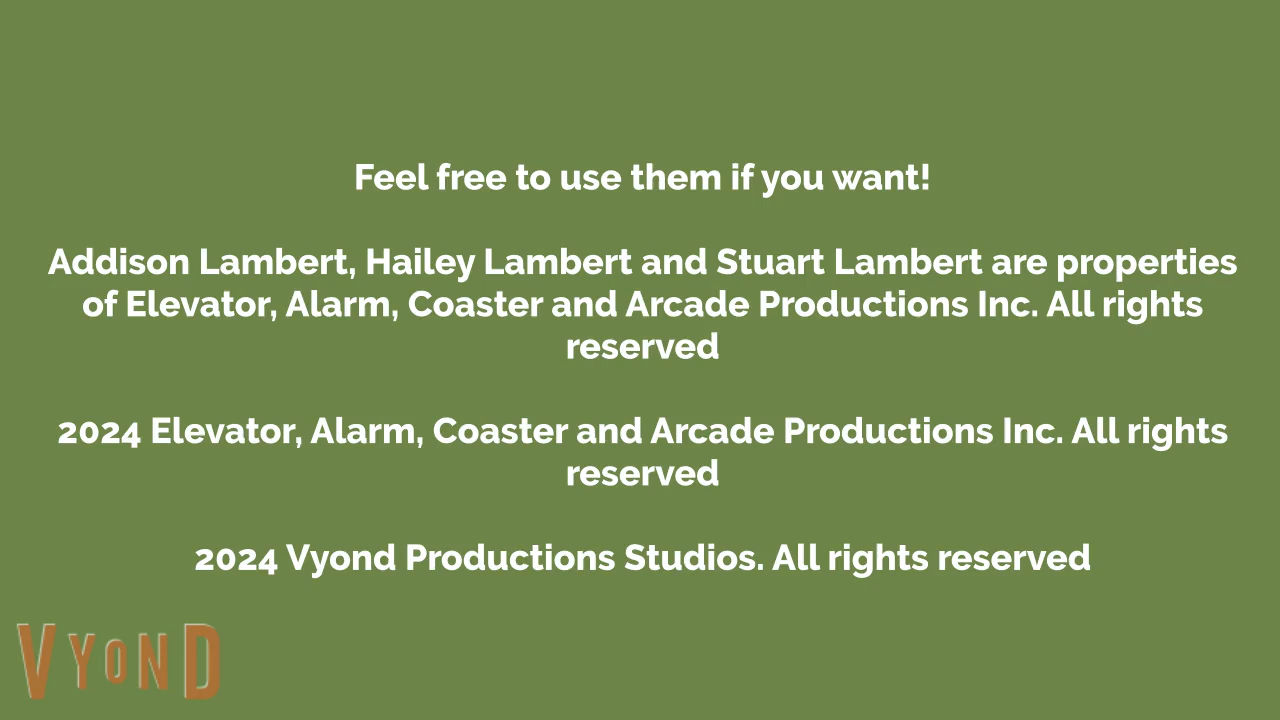 Feel free to use them if you want!
Addison Lambert, Hailey Lambert and Stuart Lambert are properties
of Elevator, Alarm, Coaster and Arcade Productions Inc. All rights
reserved
2024 Elevator, Alarm, Coaster and Arcade Productions Inc. All rights
reserved
2024 Vyond Productions Studios. All rights reserved
VYOND